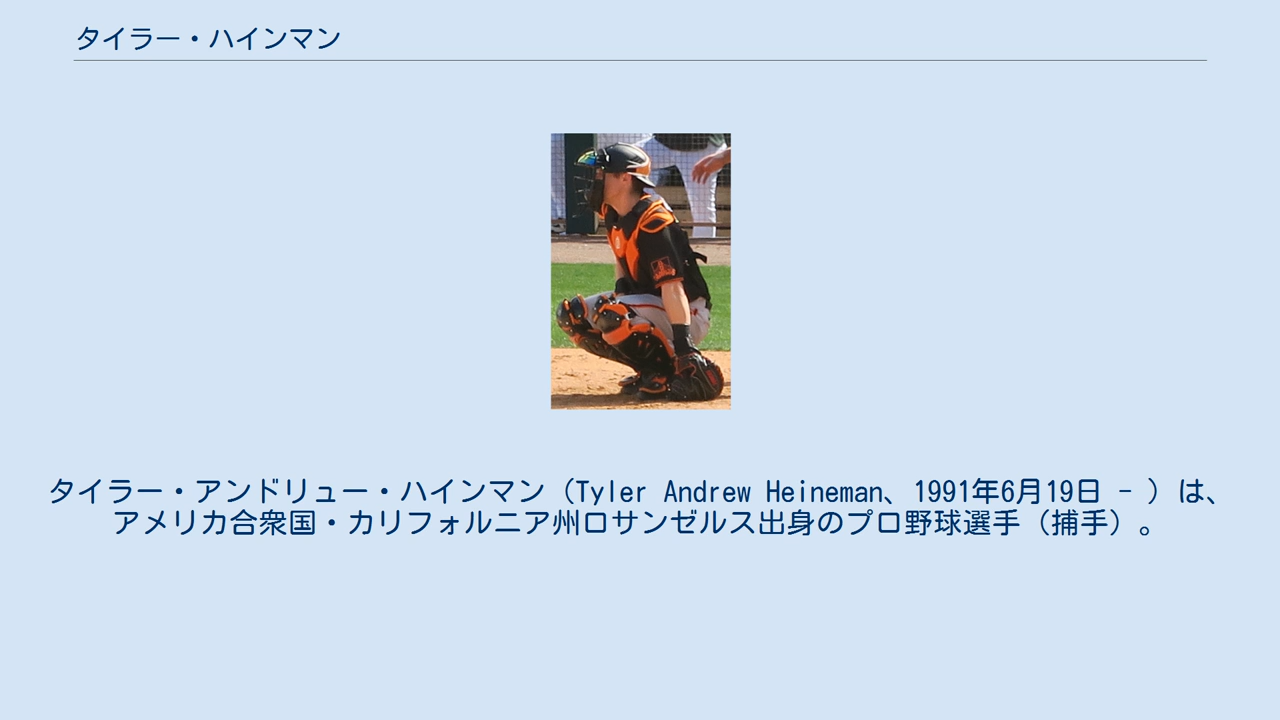 タイラー・ハインマン
タイラー・アンドリュー・ハインマン（Tyler Andrew Heineman、1991年6月19日 - ）は、
アメリカ合衆国・カリフォルニア州ロサンゼルス出身のプロ野球選手（捕手）。